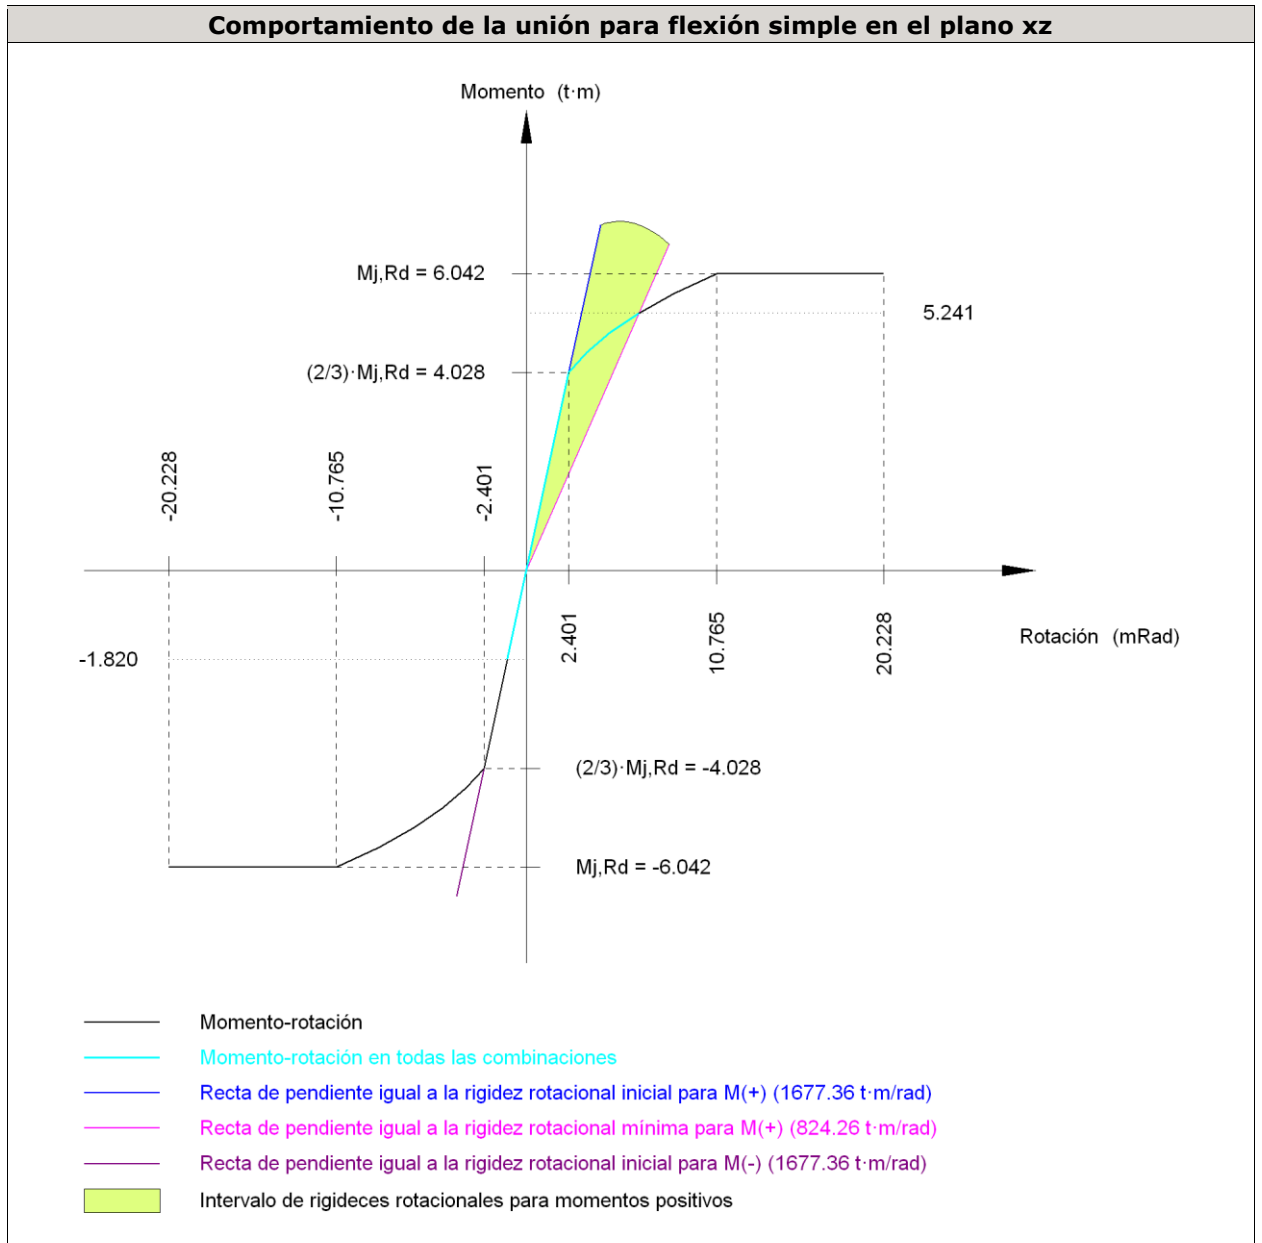 Comportamiento de la unión para flexión simple en el plano xz
Momento (t·m)
Mj,Rd = 6.042
5.241
(2/3)·Mj,Rd = 4.028
-20.228
-10.765
-2.401
2.401
10.765
20.228
Rotación (mRad)
-1.820
(2/3)·Mj,Rd = -4.028
Mj,Rd = -6.042
Momento-rotación
Momento-rotación en todas las combinaciones
Recta de pendiente igual a la rigidez rotacional inicial para M(+) (1677.36 t·m/rad)
Recta de pendiente igual a la rigidez rotacional mínima para M(+) (824.26 t·m/rad)
Recta de pendiente igual a la rigidez rotacional inicial para M(-) (1677.36 t·m/rad)
Intervalo de rigideces rotacionales para momentos positivos